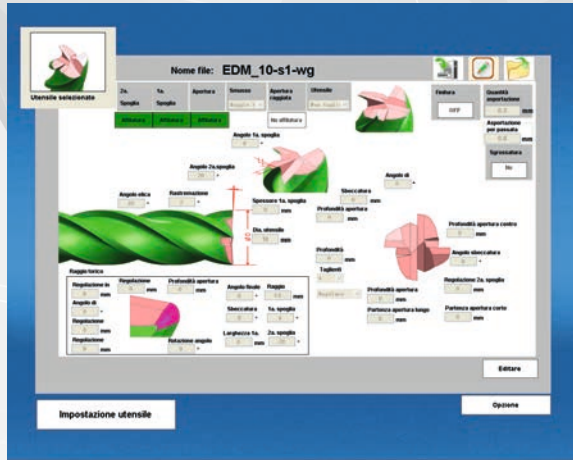 Nome file: EDM_10-s1-wg
Utensile selezionato
2a. Spoglia
1a. Spoglia
Apertura
Smusso
Apertura raggiata
Utensile
Affilatura
Affilatura
Affilatura
No affilatura
Finitura
OFF
Quantità asportazione
mm
Asportazione per passata
mm
Sgrossatura
No
Angolo 1a. spoglia
Angolo 2a.spoglia
Angolo elica
Rastremazione
Spessore 1a. spoglia
mm
Dia. utensile
mm
Angolo di
Sbeccatura
Profondità apertura
mm
Profondità
mm
Taglienti
Profondità apertura centro
mm
Angolo sbeccatura
Regolazione 2a. spoglia
mm
Profondità apertura
mm
Partenza apertura lungo
mm
Partenza apertura corto
mm
Raggio torico
Regolazione in
mm
Angolo di
Regolazione
mm
Regolazione
mm
Regolazione
mm
Profondità apertura
mm
Rotazione angolo
Angolo finale
Raggio
mm
Sbeccatura
1a. spoglia
Larghezza 1a.
mm
2a. spoglia
Editare
Impostazione utensile
Opzione